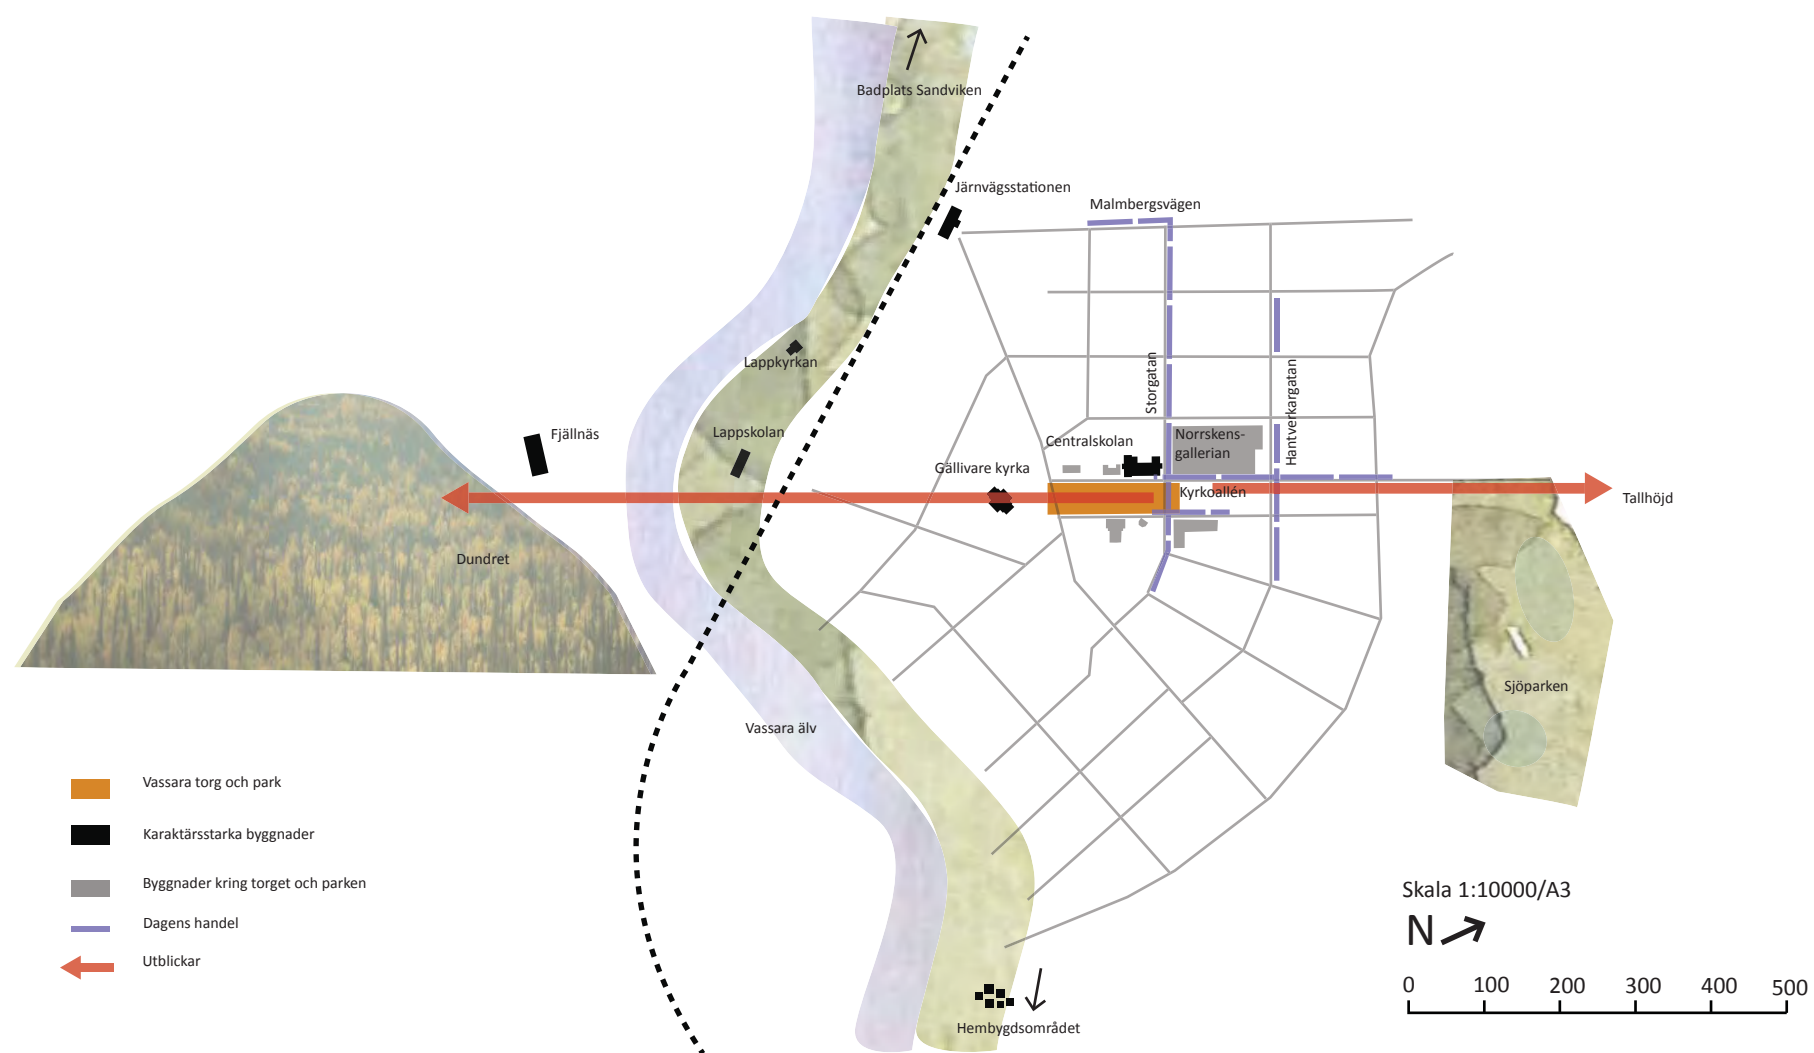 Badplats Sandviken
Järnvägsstationen
Malmbergsvägen
Lappkyrkan
Storgatan
Hantverkargatan
Fjällnäs
Lappskolan
Centralskolan
Norrskens-
gallerian
Gällivare kyrka
Kyrkoallén
Tallhöjd
Dundret
Sjöparken
Vassara älv
Vassara torg och park
Karaktärsstarka byggnader
Byggnader kring torget och parken
Dagens handel
Utblickar
Skala 1:10000/A3
N
0 100 200 300 400 500
Hembygdsområdet